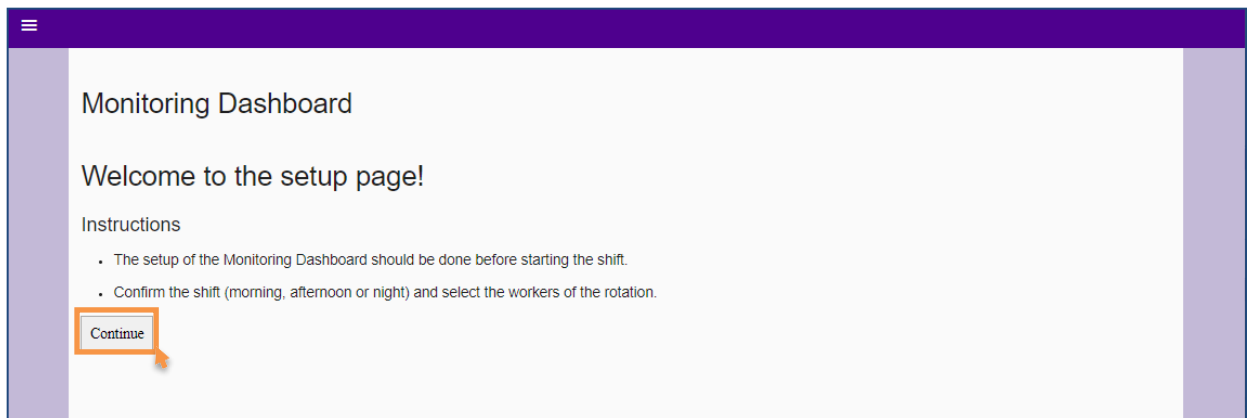 Monitoring Dashboard
Welcome to the setup page!
Instructions
• The setup of the Monitoring Dashboard should be done before starting the shift.
• Confirm the shift (morning, afternoon or night) and select the workers of the rotation.
Continue